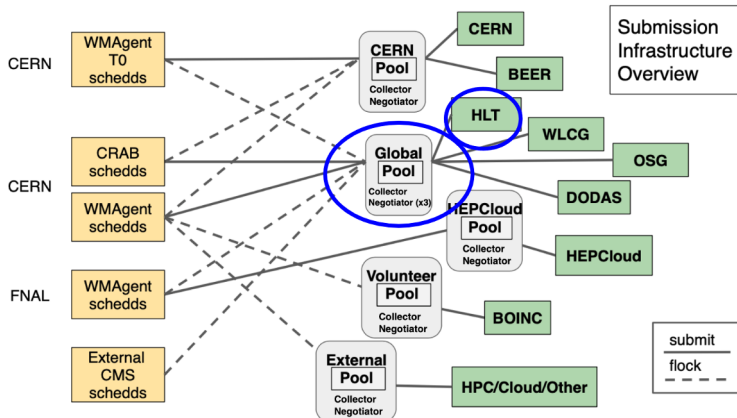 Submission
Infrastructure
Overview
CERN
WMAgent
T0
schedds
CERN
Pool
Collector
Negotiator
CERN
BEER
CERN
CRAB
schedds
WMAgent
schedds
Global
Pool
Collector
Negotiator (x3)
HLT
WLCG
OSG
DODAS
FNAL
WMAgent
schedds
HEPCloud
Pool
Collector
Negotiator
HEPCloud
Volunteer
Pool
Collector
Negotiator
BOINC
External
CMS
schedds
External
Pool
Collector
Negotiator
HPC/Cloud/Other
submit
flock